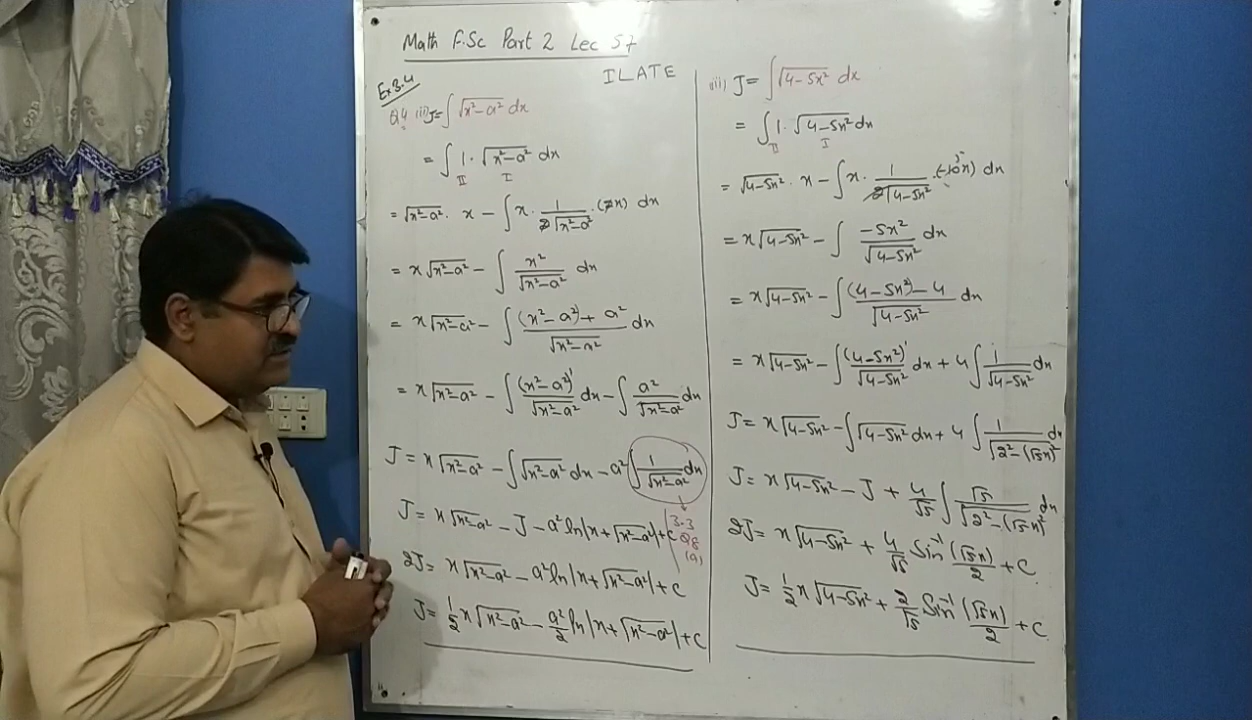 Math F.Sc Part 2 Lec 57
ILATE
Ex 3.4
Q4 (ii) J = ∫ √x²-a² dx
= ∫ 1 · √x²-a² dx
II I
= √x²-a² · x - ∫ x · 1/2√x²-a² · (2x) dx
= x √x²-a² - ∫ x²/√x²-a² dx
= x √x²-a² - ∫ (x²-a²) + a²/√x²-a² dx
= x √x²-a² - ∫ (x²-a²)¹/√x²-a² dx - ∫ a²/√x²-a² dx
J = x √x²-a² - ∫ √x²-a² dx - a² ∫ 1/√x²-a² dx
J = x √x²-a² - J - a² ln|x + √x²-a²| + c
3.3
Q8
(a)
2J = x √x²-a² - a² ln|x + √x²-a²| + c
J = 1/2 x √x²-a² - a²/2 ln|x + √x²-a²| + c
(iii) J = ∫ √4-5x² dx
= ∫ 1 · √4-5x² dx
II I
= √4-5x² · x - ∫ x · 1/2√4-5x² · (-10x) dx
5
= x √4-5x² - ∫ -5x²/√4-5x² dx
= x √4-5x² - ∫ (4-5x²) - 4/√4-5x² dx
= x √4-5x² - ∫ (4-5x²)¹/√4-5x² dx + 4 ∫ 1/√4-5x² dx
J = x √4-5x² - ∫ √4-5x² dx + 4 ∫ 1/√2²-(√5x)² dx
J = x √4-5x² - J + 4/√5 ∫ √5/√2²-(√5x)² dx
2J = x √4-5x² + 4/√5 Sin⁻¹ (√5x)/2 + c
J = 1/2 x √4-5x² + 2/√5 Sin⁻¹ (√5x)/2 + c